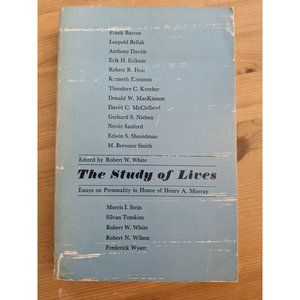 Frank Barron
Leopold Bellak
Anthony Davids
Erik H. Erikson
Robert R. Holt
Kenneth Keniston
Theodore C. Kroeber
Donald W. MacKinnon
David C. McClelland
Gerhard S. Nielsen
Nevitt Sanford
Edwin S. Shneidman
M. Brewster Smith
Edited by Robert W. White
The Study of Lives
Essays on Personality in Honor of Henry A. Murray
Morris I. Stein
Silvan Tomkins
Robert W. White
Robert N. Wilson
Frederick Wyatt